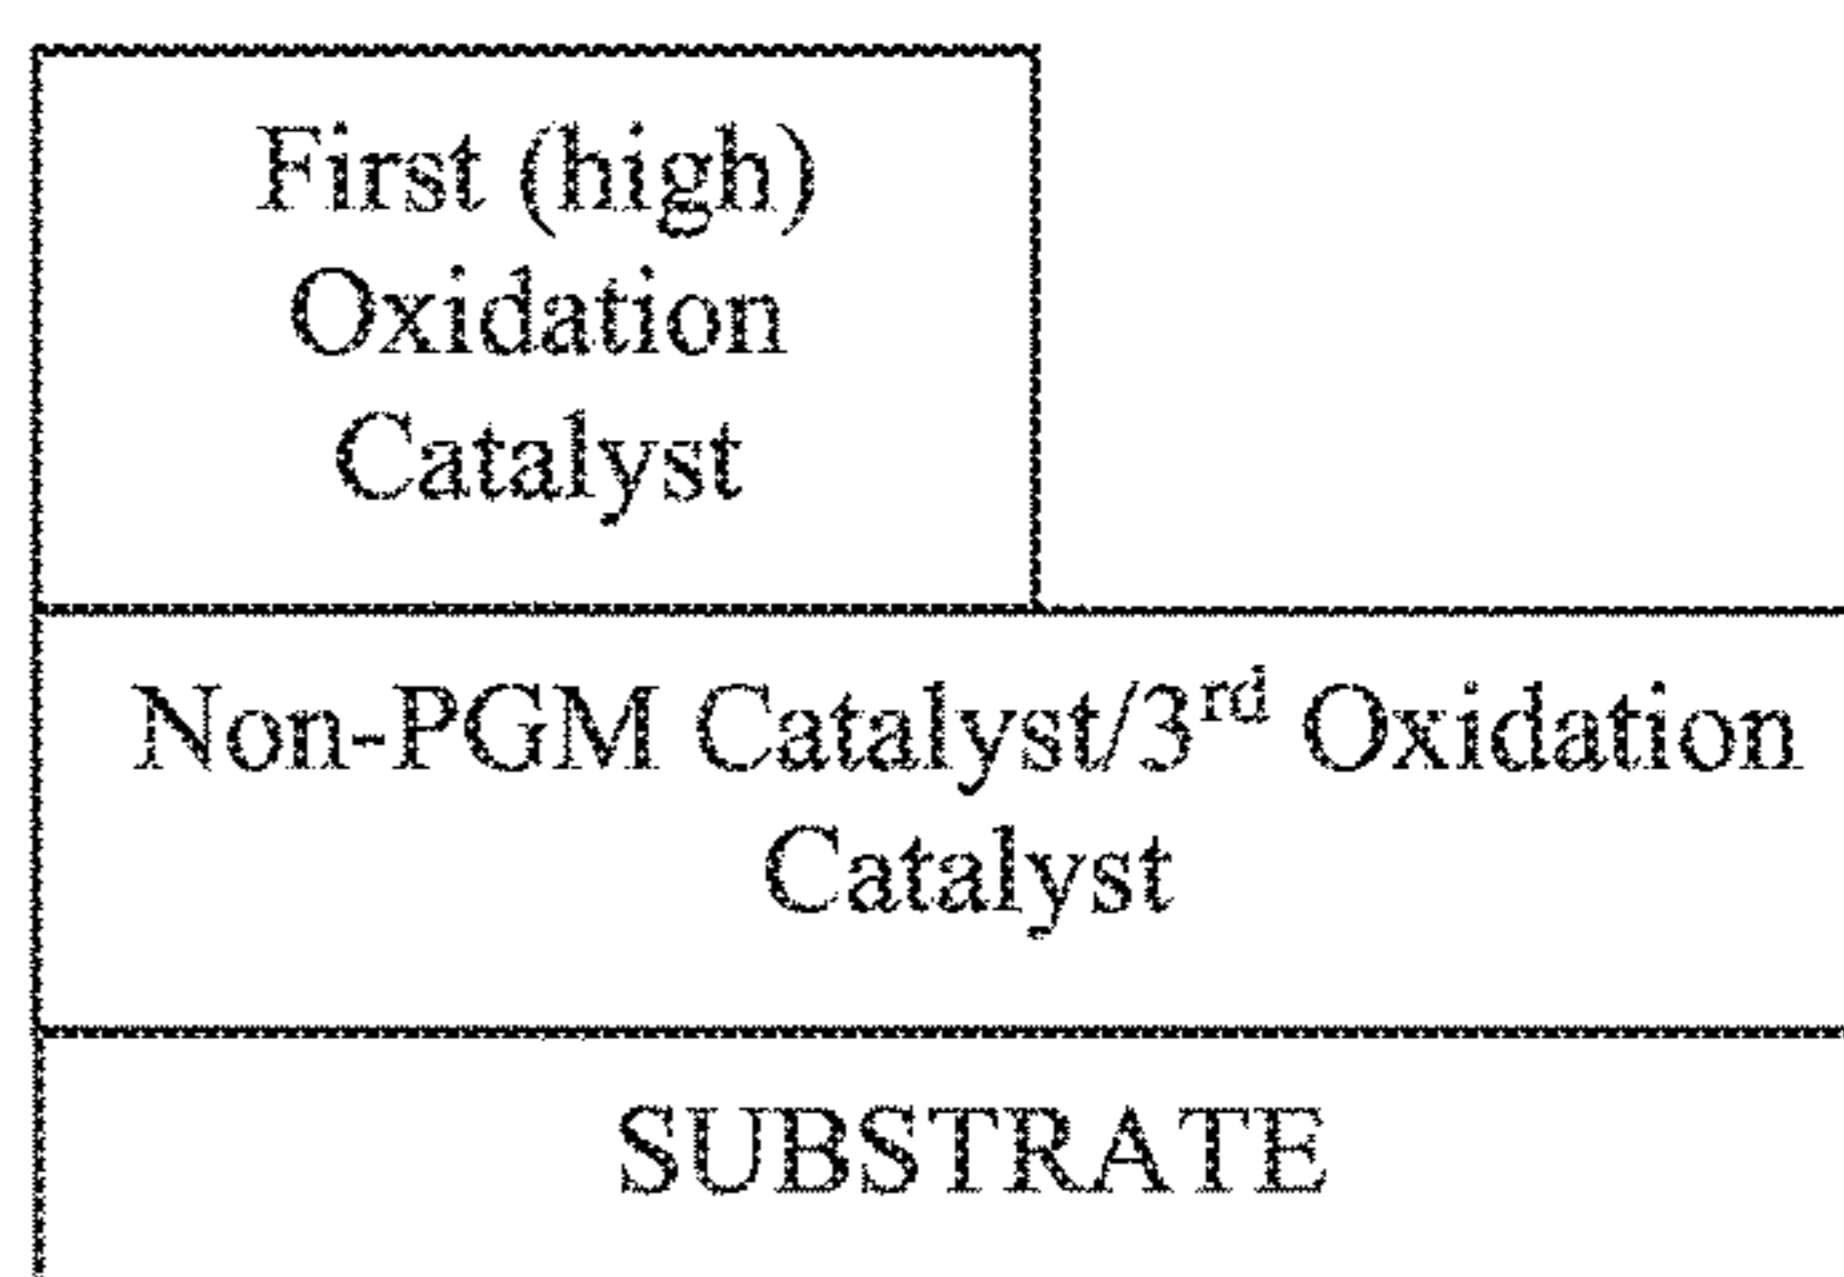 First (high)
Oxidation
Catalyst
Non-PGM Catalyst/3rd Oxidation
Catalyst
SUBSTRATE